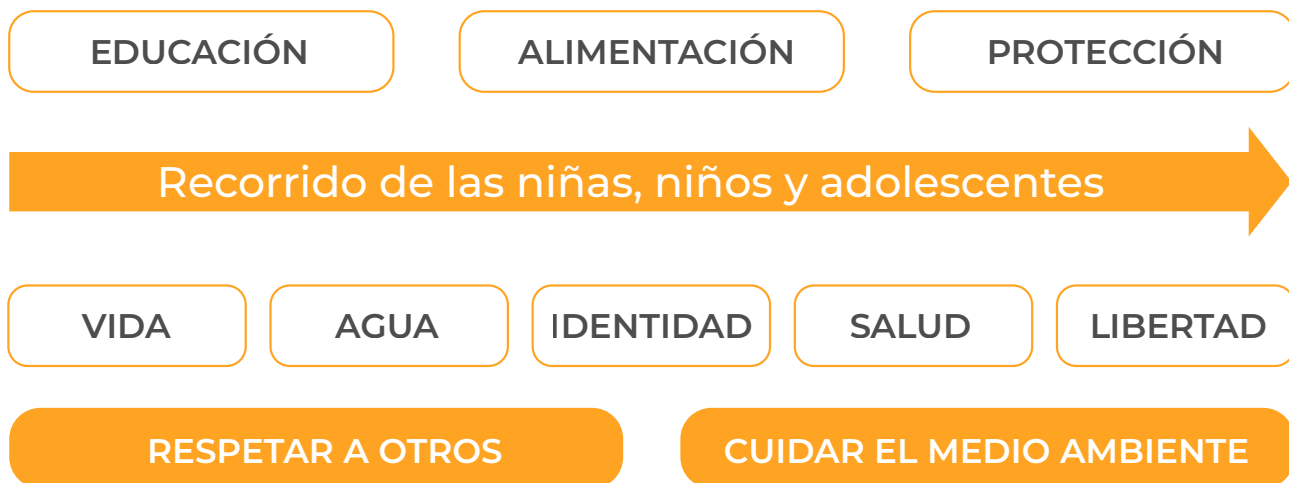 EDUCACIÓN
ALIMENTACIÓN
PROTECCIÓN
Recorrido de las niñas, niños y adolescentes
VIDA
AGUA
IDENTIDAD
SALUD
LIBERTAD
RESPETAR A OTROS
CUIDAR EL MEDIO AMBIENTE